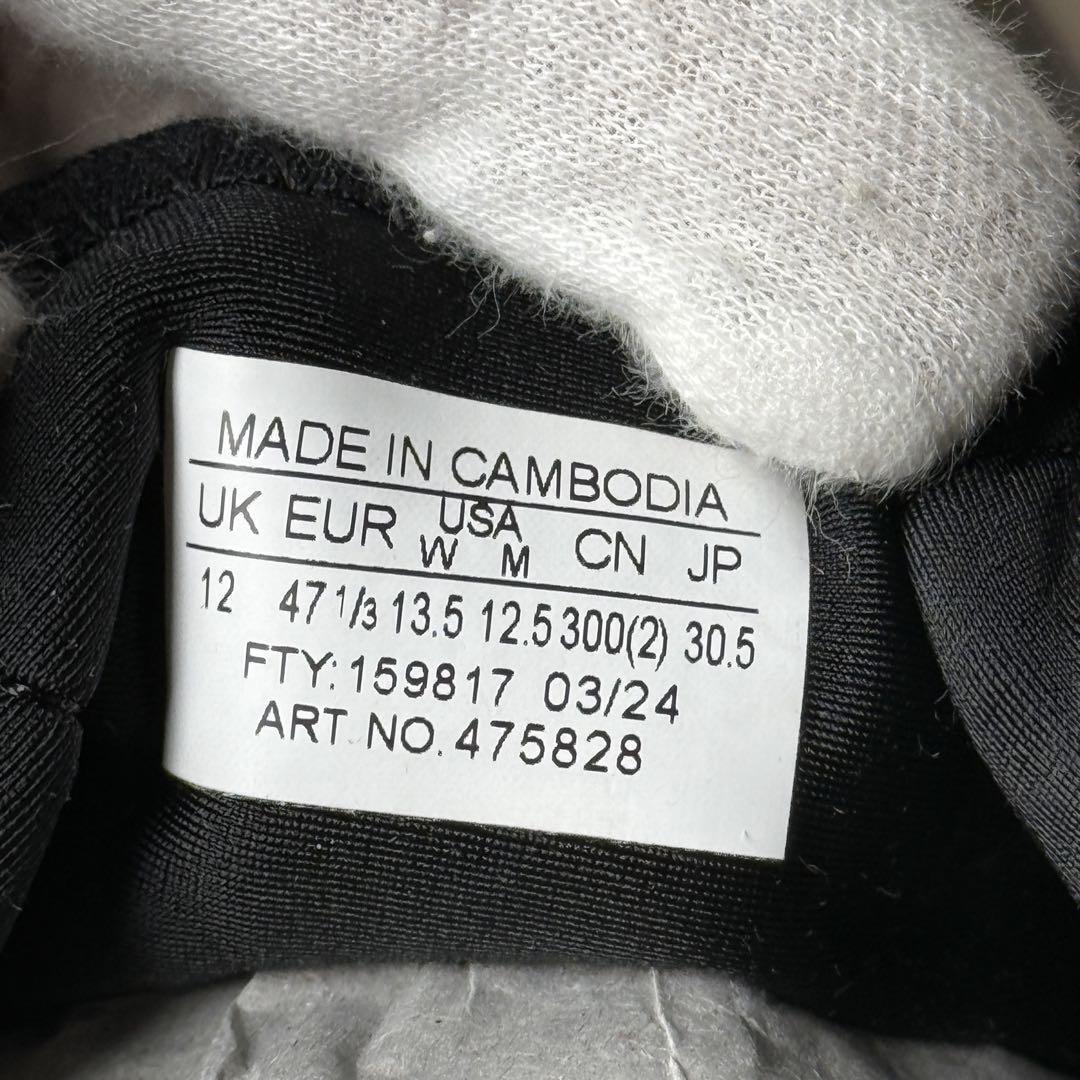 MADE IN CAMBODIA
UK EUR USA CN JP
W M
12 47 1/3 13.5 12.5 300(2) 30.5
FTY: 159817 03/24
ART NO. 475828